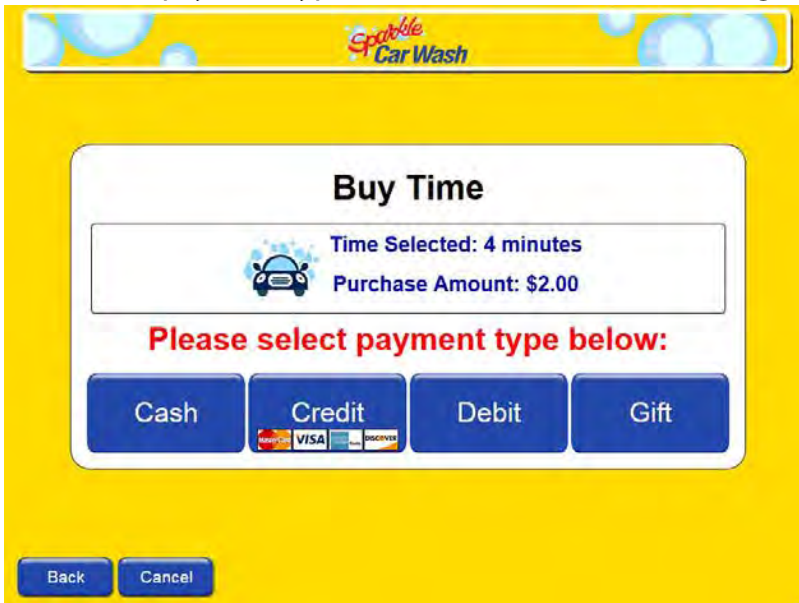 Sparkle
Car Wash
Buy Time
Time Selected: 4 minutes
Purchase Amount: $2.00
Please select payment type below:
Cash
Credit
Debit
Gift
MasterCard VISA DISCOVER
Back
Cancel